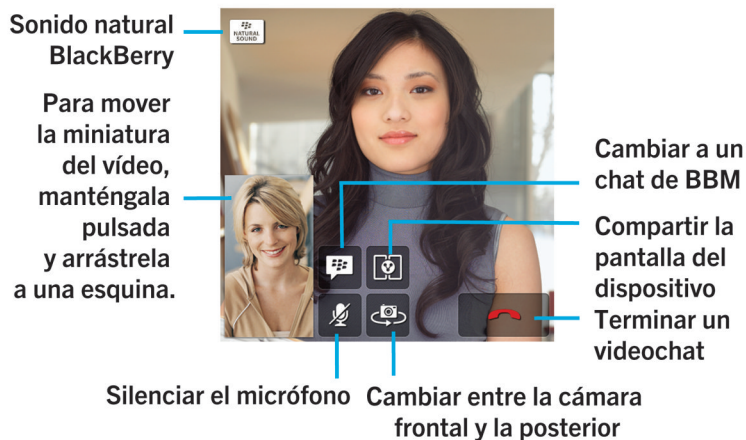 Sonido natural
BlackBerry
NATURAL
SOUND
Para mover
la miniatura
del vídeo,
manténgala
pulsada
y arrástrela
a una esquina.
Cambiar a un
chat de BBM
Compartir la
pantalla del
dispositivo
Terminar un
videochat
Silenciar el micrófono
Cambiar entre la cámara
frontal y la posterior